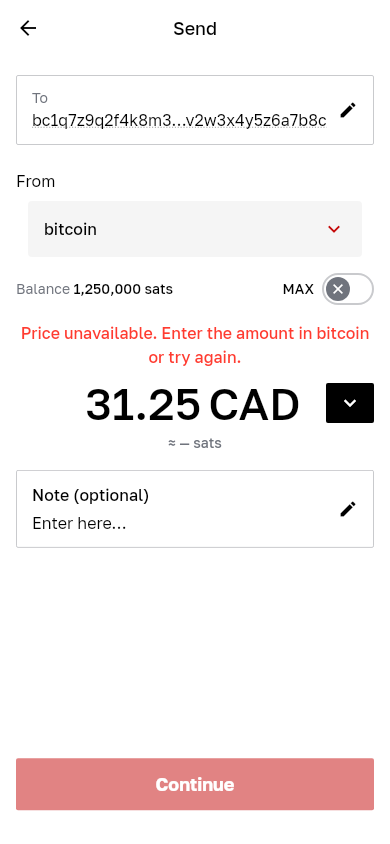 Send
To
bc1q7z9q2f4k8m3...v2w3x4y5z6a7b8c
From
bitcoin
Balance 1,250,000 sats
MAX
Price unavailable. Enter the amount in bitcoin
or try again.
31.25 CAD
≈ — sats
Note (optional)
Enter here...
Continue